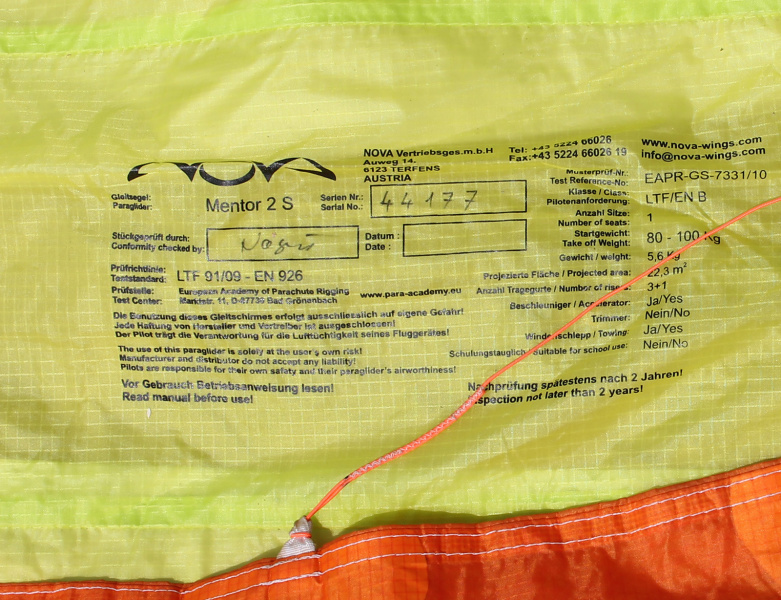 NOVA
NOVA Vertriebsges.m.b.H
Auweg 14.
6123 TERFENS
AUSTRIA
Tel: +43 5224 66026
Fax:+43 5224 66026 19
www.nova-wings.com
info@nova-wings.com
Gleitsegel:
Paraglider:
Mentor 2 S
Serien Nr.:
Serial No.:
44177
Stückgeprüft durch:
Conformity checked by:
Datum :
Date :
Prüfrichtlinie:
Teststandard:
LTF 91/09 - EN 926
Prüfstelle:
Test Center:
European Academy of Parachute Rigging
Marktstr. 11, D-87730 Bad Grönenbach
www.para-academy.eu
Die Benutzung dieses Gleitschirmes erfolgt ausschliesslich auf eigene Gefahr!
Jede Haftung von Hersteller und Vertreiber ist ausgeschlossen!
Der Pilot trägt die Verantwortung für die Lufttüchtigkeit seines Fluggerätes!
The use of this paraglider is solely at the user's own risk!
Manufacturer and distributor do not accept any liability!
Pilots are responsible for their own safety and their paraglider's airworthiness!
Vor Gebrauch Betriebsanweisung lesen!
Read manual before use!
Musterprüf-Nr.:
Test Reference-No:
EAPR-GS-7331/10
Klasse / Class:
Pilotenanforderung:
LTF/EN B
Anzahl Sitze:
Number of seats:
1
Startgewicht:
Take off Weight:
80 - 100 kg
Gewicht / weight:
5,6 kg
Projezierte Fläche / Projected area:
22,3 m²
Anzahl Tragegurte / Number of risers:
3+1
Beschleuniger / Accelerator:
Ja/Yes
Trimmer:
Nein/No
Windenschlepp / Towing:
Ja/Yes
Schulungstauglich / Suitable for school use:
Nein/No
Nachprüfung spätestens nach 2 Jahren!
Inspection not later than 2 years!